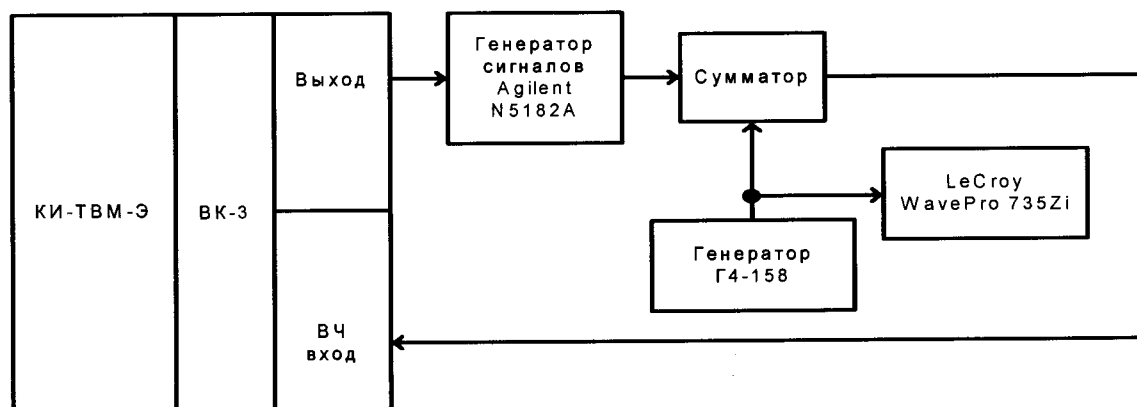 КИ-ТВМ-Э
ВК-3
Выход
ВЧ
вход
Генератор
сигналов
Agilent
N5182A
Сумматор
LeCroy
WavePro 735Zi
Генератор
Г4-158